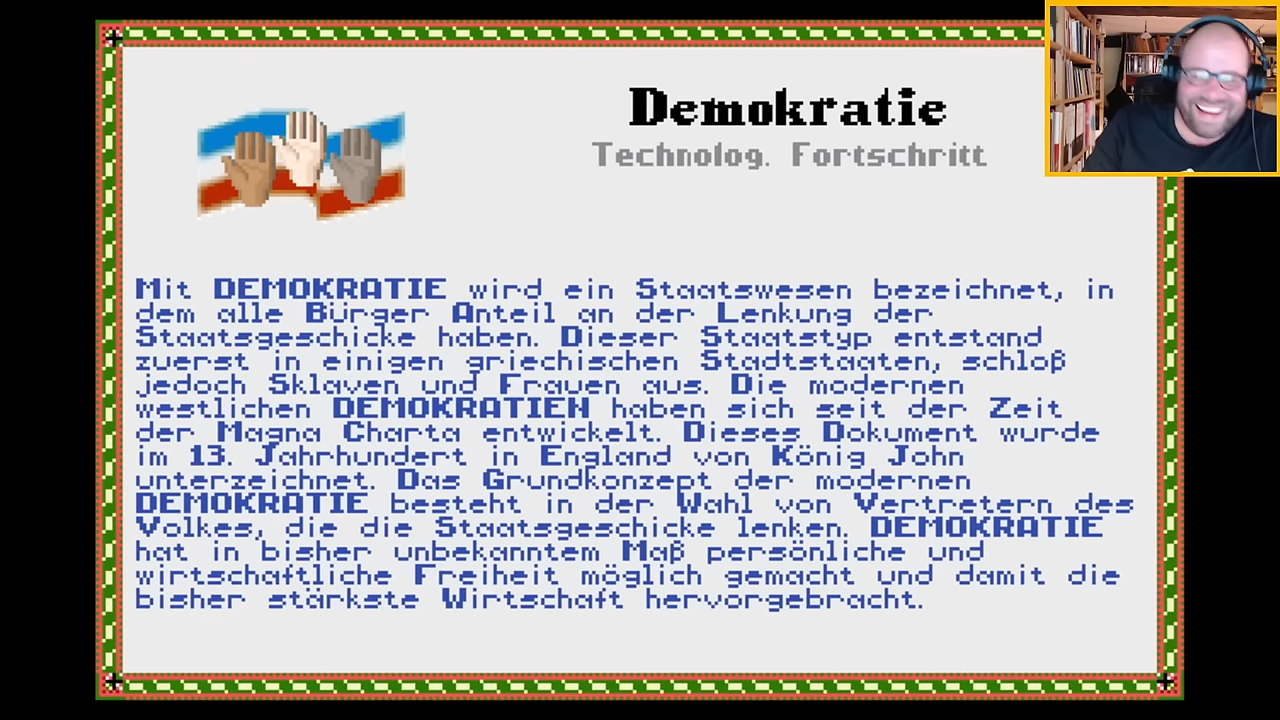 Demokratie
Technolog. Fortschritt
Mit DEMOKRATIE wird ein Staatswesen bezeichnet, in
dem alle Bürger Anteil an der Lenkung der
Staatsgeschicke haben. Dieser Staatstyp entstand
zuerst in einigen griechischen Stadtstaaten, schloß
jedoch Sklaven und Frauen aus. Die modernen
westlichen DEMOKRATIEN haben sich seit der Zeit
der Magna Charta entwickelt. Dieses Dokument wurde
im 13. Jahrhundert in England von König John
unterzeichnet. Das Grundkonzept der modernen
DEMOKRATIE besteht in der Wahl von Vertretern des
Volkes, die die Staatsgeschicke lenken. DEMOKRATIE
hat in bisher unbekanntem Maß persönliche und
wirtschaftliche Freiheit möglich gemacht und damit die
bisher stärkste Wirtschaft hervorgebracht.